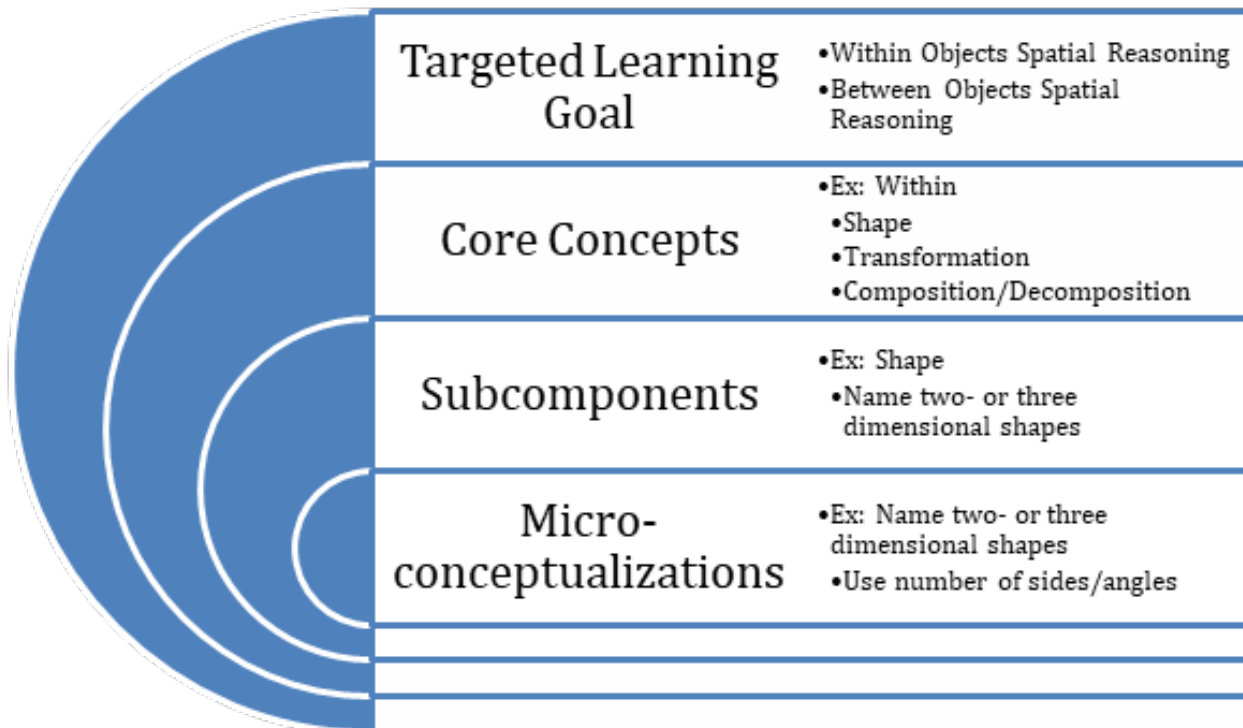 Targeted Learning
Goal
•Within Objects Spatial Reasoning
•Between Objects Spatial
Reasoning
Core Concepts
•Ex: Within
•Shape
•Transformation
•Composition/Decomposition
Subcomponents
•Ex: Shape
•Name two- or three
dimensional shapes
Micro-
conceptualizations
•Ex: Name two- or three
dimensional shapes
•Use number of sides/angles